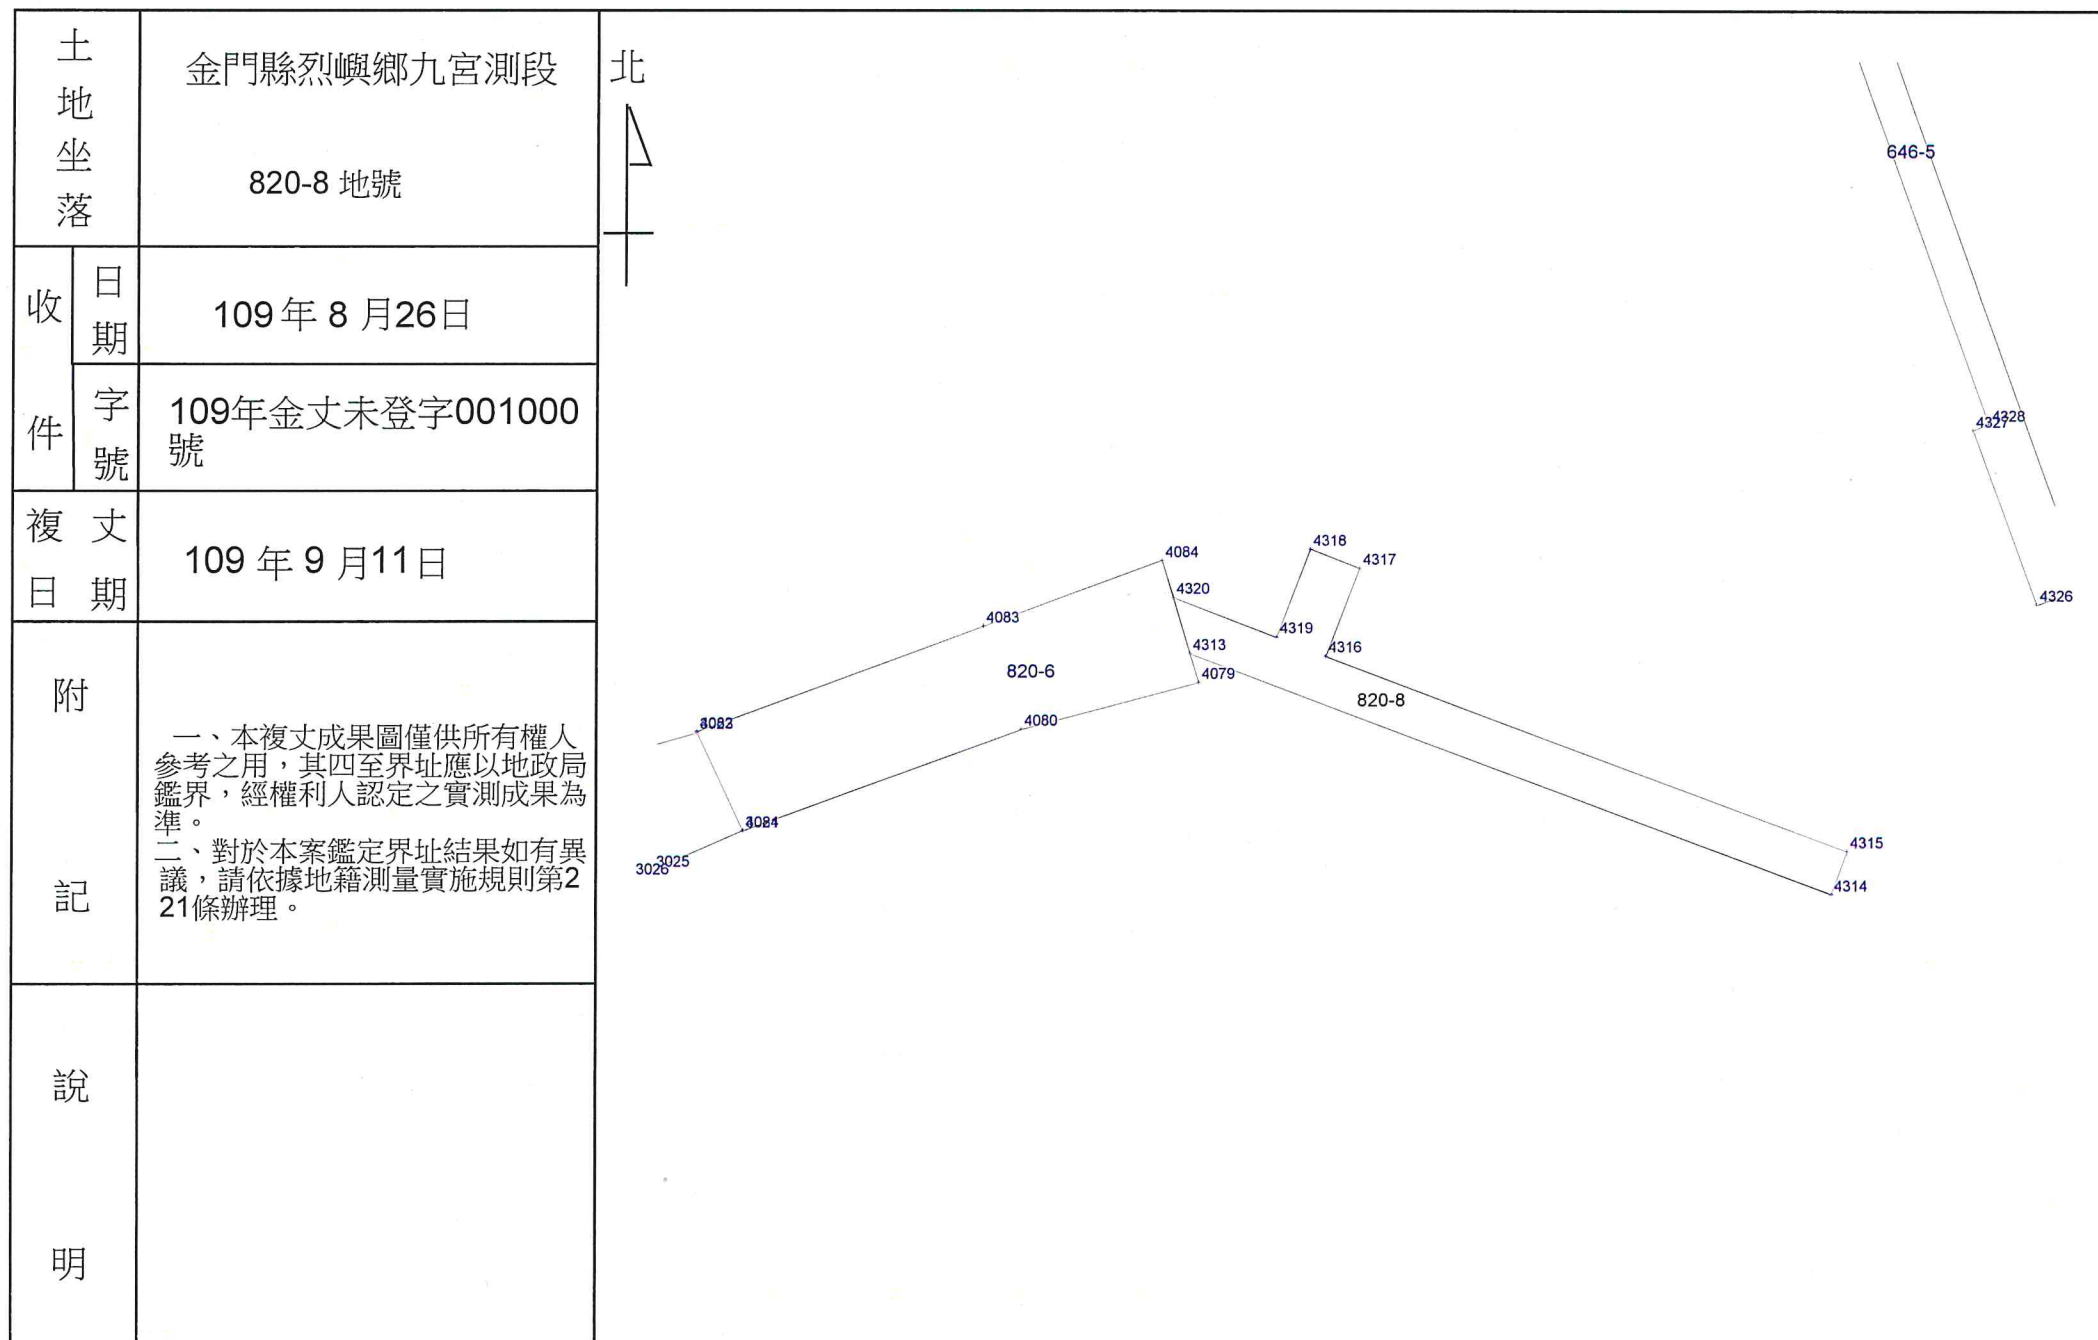 土地坐落
金門縣烈嶼鄉九宮測段
820-8 地號
收件
日期
109 年 8 月26日
字號
109年金丈未登字001000
號
複丈
日期
109 年 9 月11日
附記
一、本複丈成果圖僅供所有權人
參考之用，其四至界址應以地政局
鑑界，經權利人認定之實測成果為
準。
二、對於本案鑑定界址結果如有異
議，請依據地籍測量實施規則第2
21條辦理。
說明
北
646-5
4327
4328
4326
4318
4317
4084
4320
4083
4319
4316
4313
820-6
4079
820-8
4080
4315
4314
3025
3026